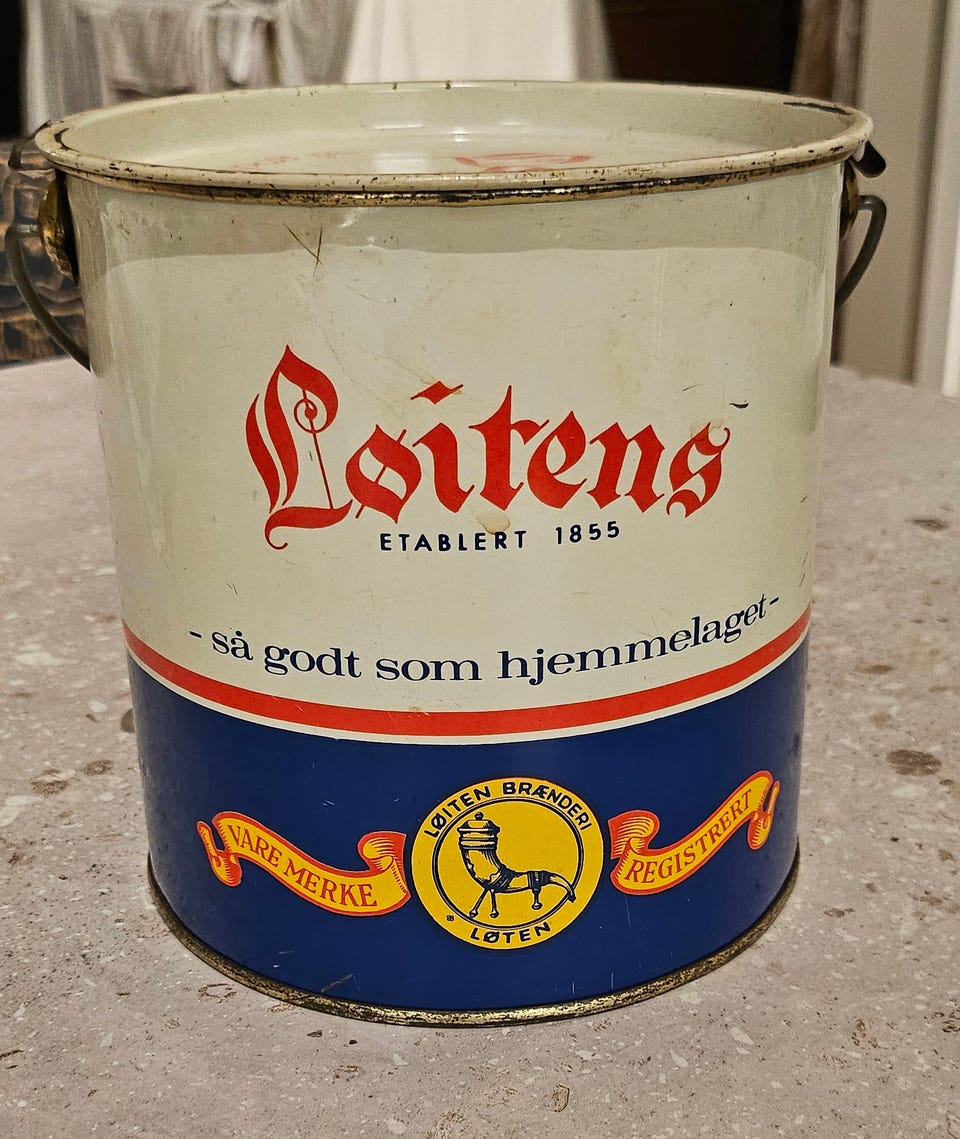 Løitens
ETABLERT 1855
- så godt som hjemmelaget -
VARE MERKE
LØITEN BRÆNDERI
LØTEN
®
REGISTRERT